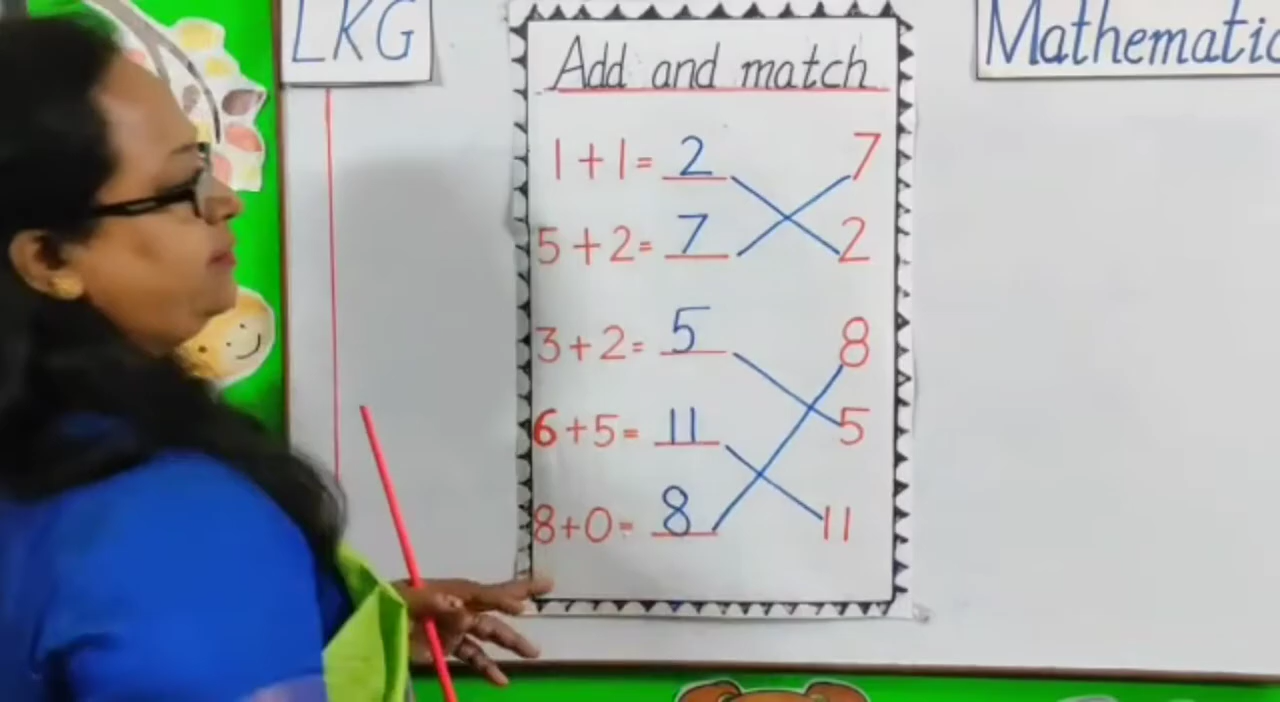 LKG
Mathematic
Add and match
1+1= 2 7
5+2= 7 2
3+2= 5 8
6+5= 11 5
8+0= 8 11